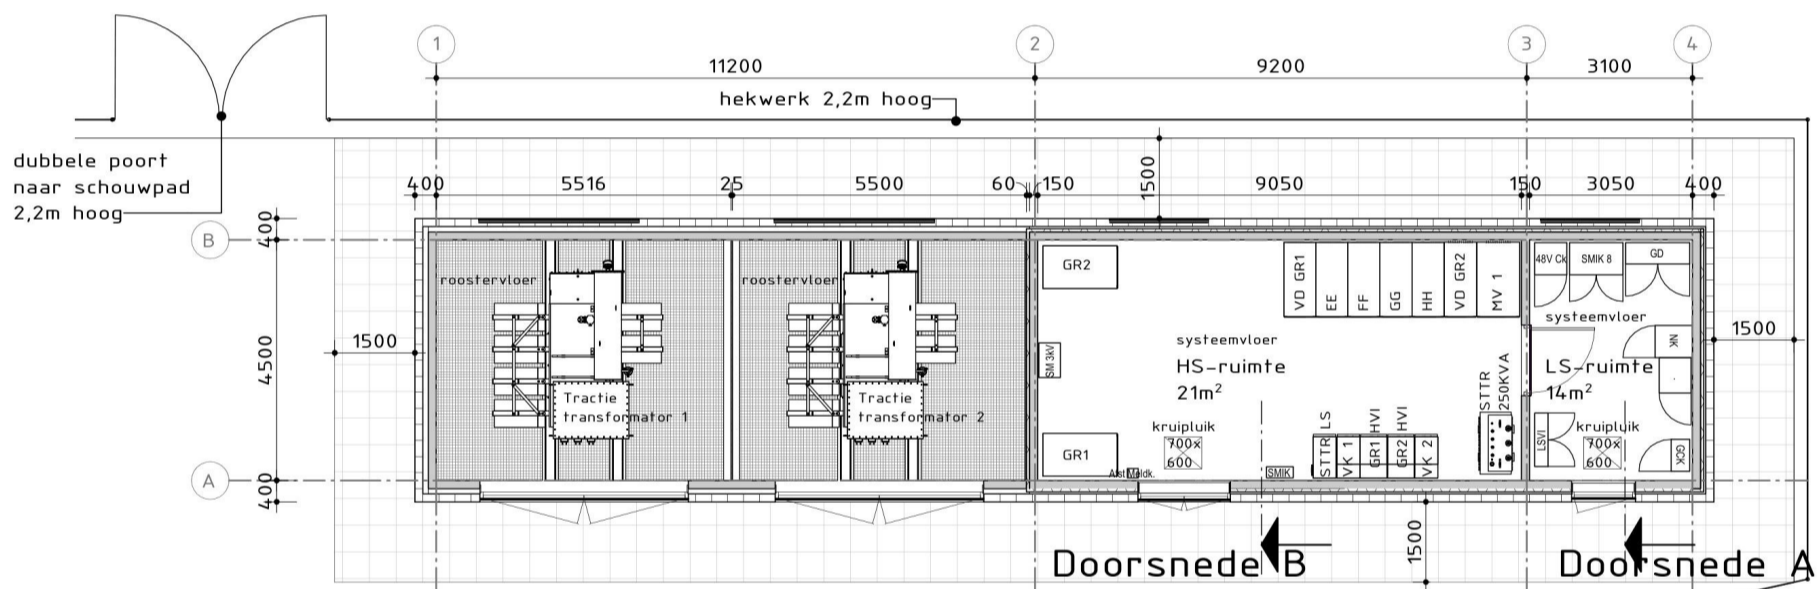 1
2
3
4
11200
9200
3100
hekwerk 2,2m hoog
dubbele poort
naar schouwpad
2,2m hoog
400
5516
25
5500
60
150
1500
9050
150
3050
400
400
B
4500
A
400
1500
1500
1500
roostervloer
roostervloer
Tractie
transformator 1
Tractie
transformator 2
GR2
GR1
SM 3kV
VD GR1
EE
FF
GG
HH
VD GR2
MV 1
systeemvloer
HS-ruimte
21m²
kruipluik
700x
600
SMIK
STTR LS
VK 1
GR1 HVI
GR2 HVI
VK 2
STTR
250KVA
48V Ck
SMIK 8
GD
systeemvloer
LS-ruimte
14m²
NK
kruipluik
700x
600
LSVI
GCK
Doorsnede B
Doorsnede A